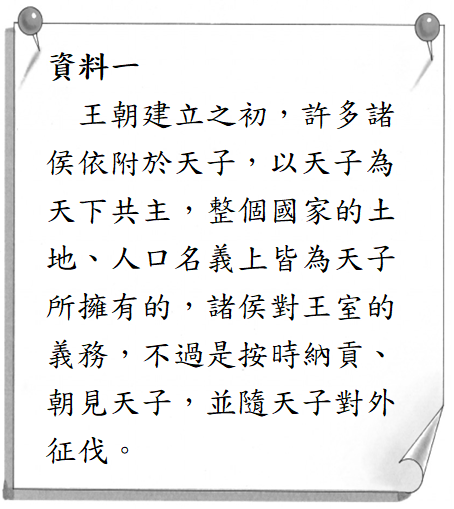 資料一
王朝建立之初，許多諸
侯依附於天子，以天子為
天下共主，整個國家的土
地、人口名義上皆為天子
所擁有的，諸侯對王室的
義務，不過是按時納貢、
朝見天子，並隨天子對外
征伐。